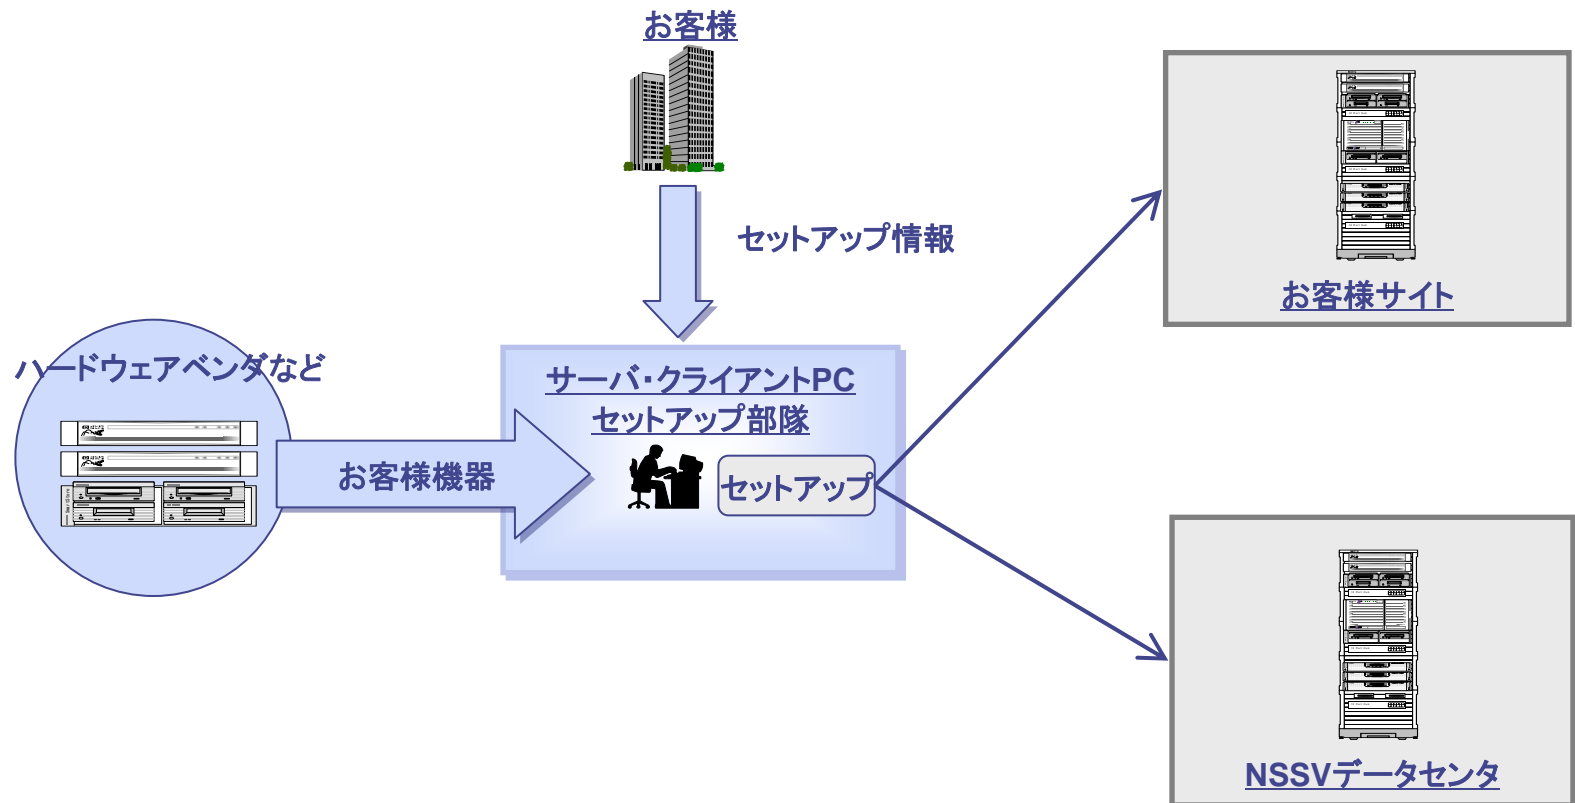 お客様
セットアップ情報
お客様サイト
ハードウェアベンダなど
サーバ・クライアントPC
セットアップ部隊
お客様機器
セットアップ
NSSVデータセンタ